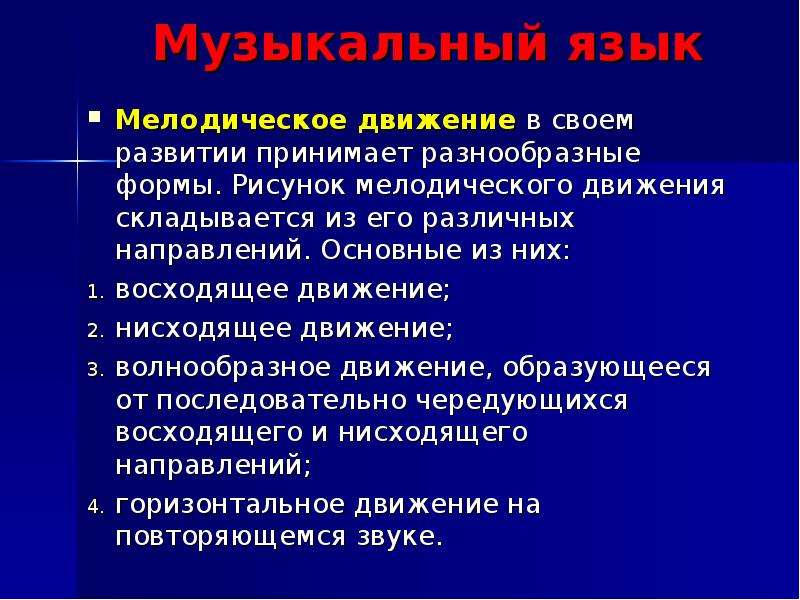 Музыкальный язык
Мелодическое движение в своем
развитии принимает разнообразные
формы. Рисунок мелодического движения
складывается из его различных
направлений. Основные из них:
1. восходящее движение;
2. нисходящее движение;
3. волнообразное движение, образующееся
от последовательно чередующихся
восходящего и нисходящего
направлений;
4. горизонтальное движение на
повторяющемся звуке.